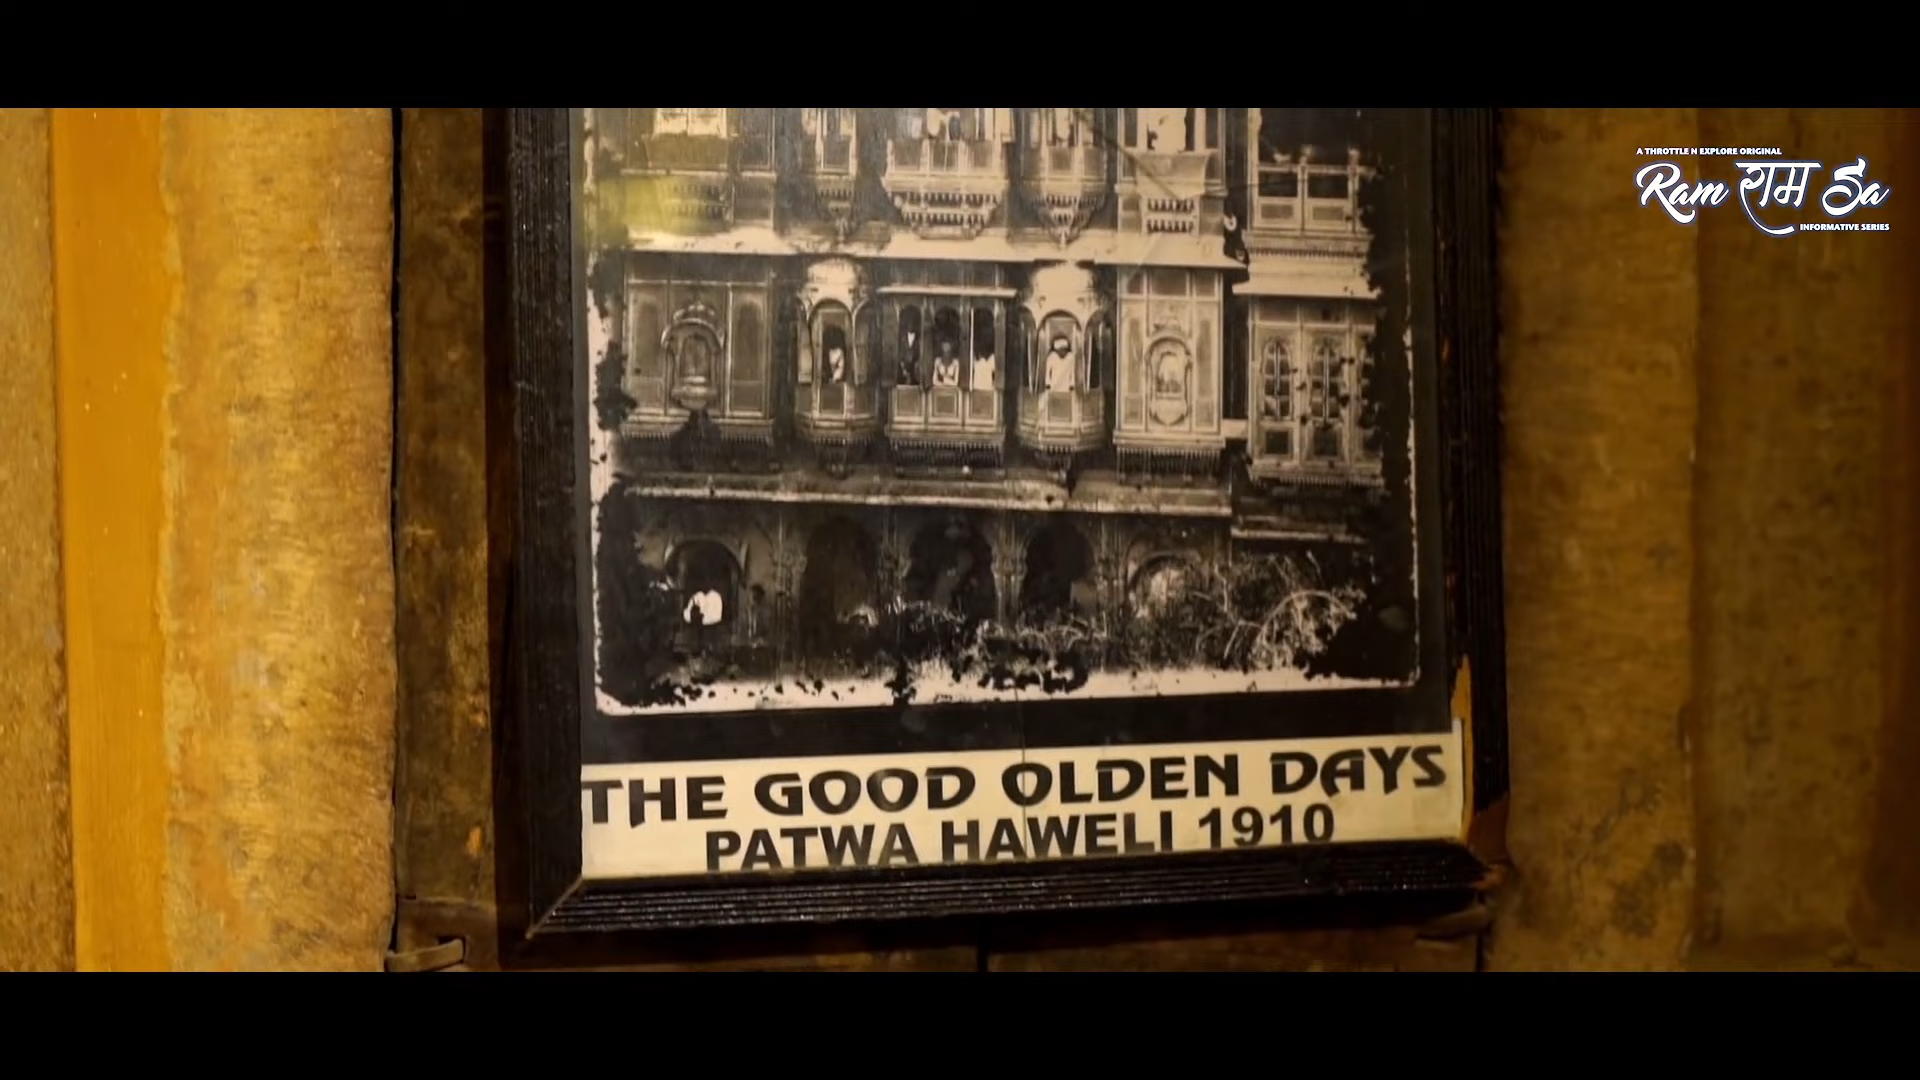 A THROTTLE N EXPLORE ORIGINAL
Ram राम Sa
INFORMATIVE SERIES
THE GOOD OLDEN DAYS
PATWA HAWELI 1910